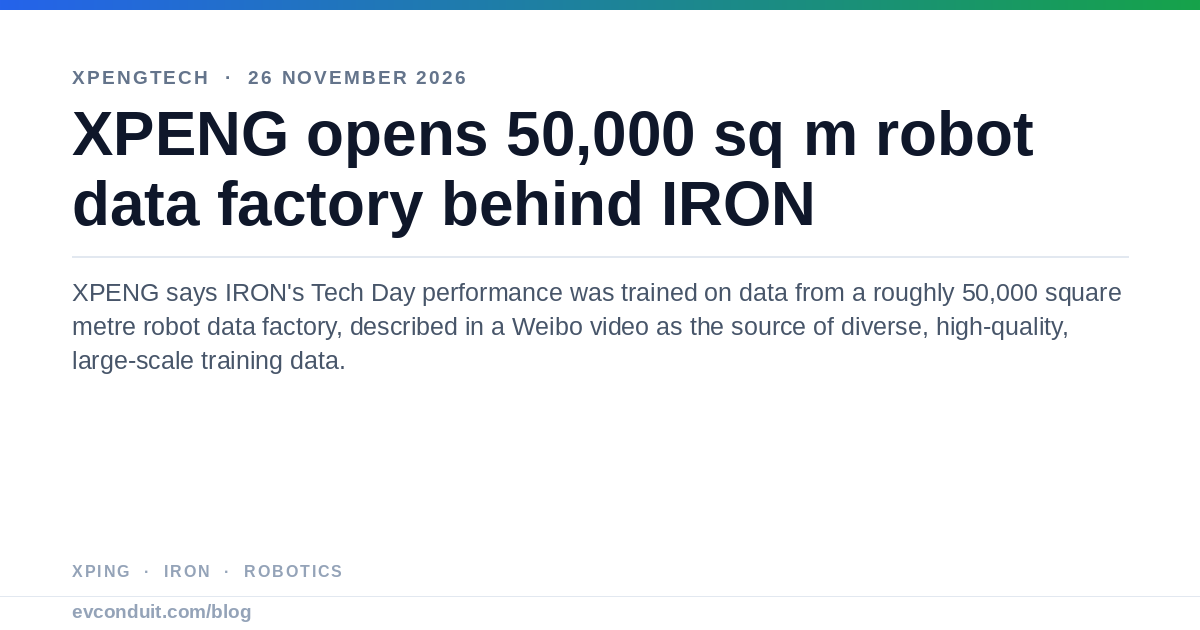 XPENGTECH · 26 NOVEMBER 2026
XPENG opens 50,000 sq m robot
data factory behind IRON
XPENG says IRON's Tech Day performance was trained on data from a roughly 50,000 square
metre robot data factory, described in a Weibo video as the source of diverse, high-quality,
large-scale training data.
XPING · IRON · ROBOTICS
evconduit.com/blog